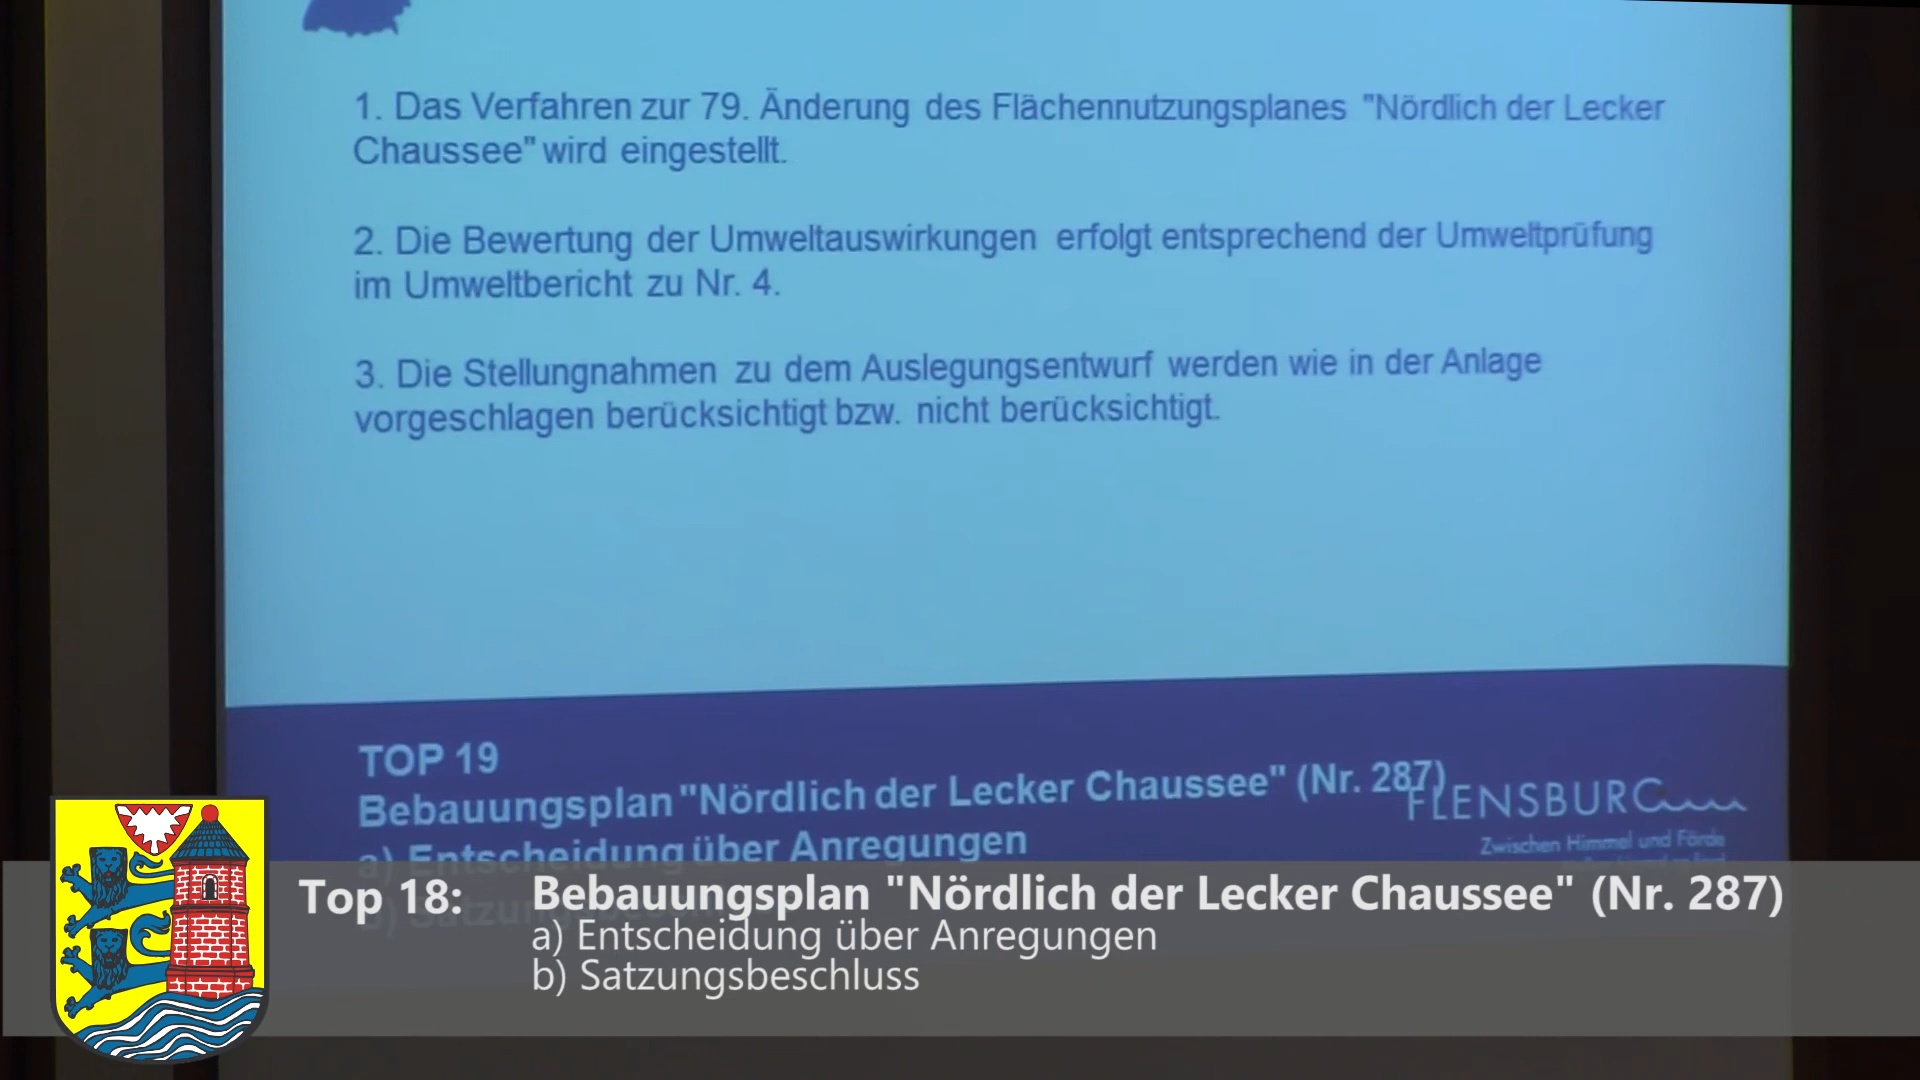 1. Das Verfahren zur 79. Änderung des Flächennutzungsplanes "Nördlich der Lecker
Chaussee" wird eingestellt.
2. Die Bewertung der Umweltauswirkungen erfolgt entsprechend der Umweltprüfung
im Umweltbericht zu Nr. 4.
3. Die Stellungnahmen zu dem Auslegungsentwurf werden wie in der Anlage
vorgeschlagen berücksichtigt bzw. nicht berücksichtigt.
TOP 19
Bebauungsplan "Nördlich der Lecker Chaussee" (Nr. 287)
a) Entscheidung über Anregungen
FLENSBURG
Zwischen Himmel und Förde
Top 18: Bebauungsplan "Nördlich der Lecker Chaussee" (Nr. 287)
a) Entscheidung über Anregungen
b) Satzungsbeschluss